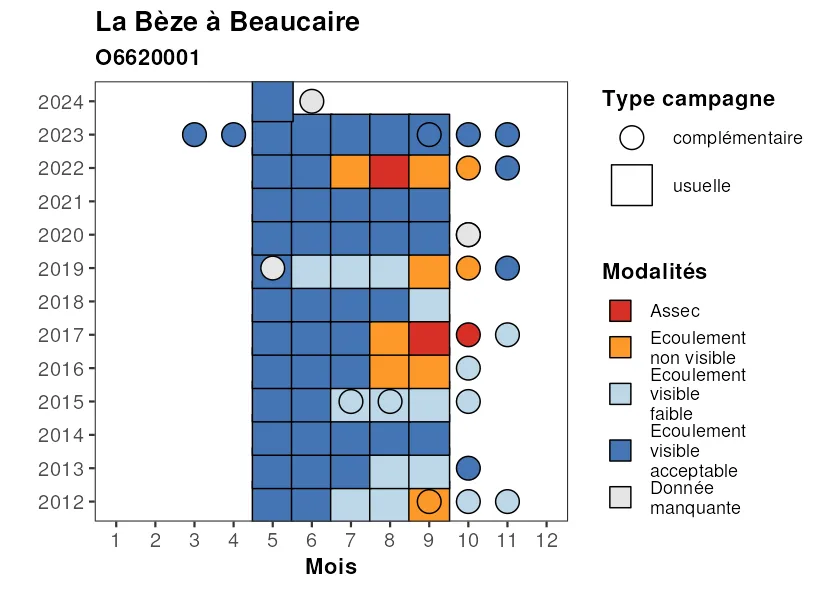 La Bèze à Beaucaire
O6620001
2024
2023
2022
2021
2020
2019
2018
2017
2016
2015
2014
2013
2012
1 2 3 4 5 6 7 8 9 10 11 12
Mois
Type campagne
complémentaire
usuelle
Modalités
Assec
Ecoulement
non visible
Ecoulement
visible
faible
Ecoulement
visible
acceptable
Donnée
manquante